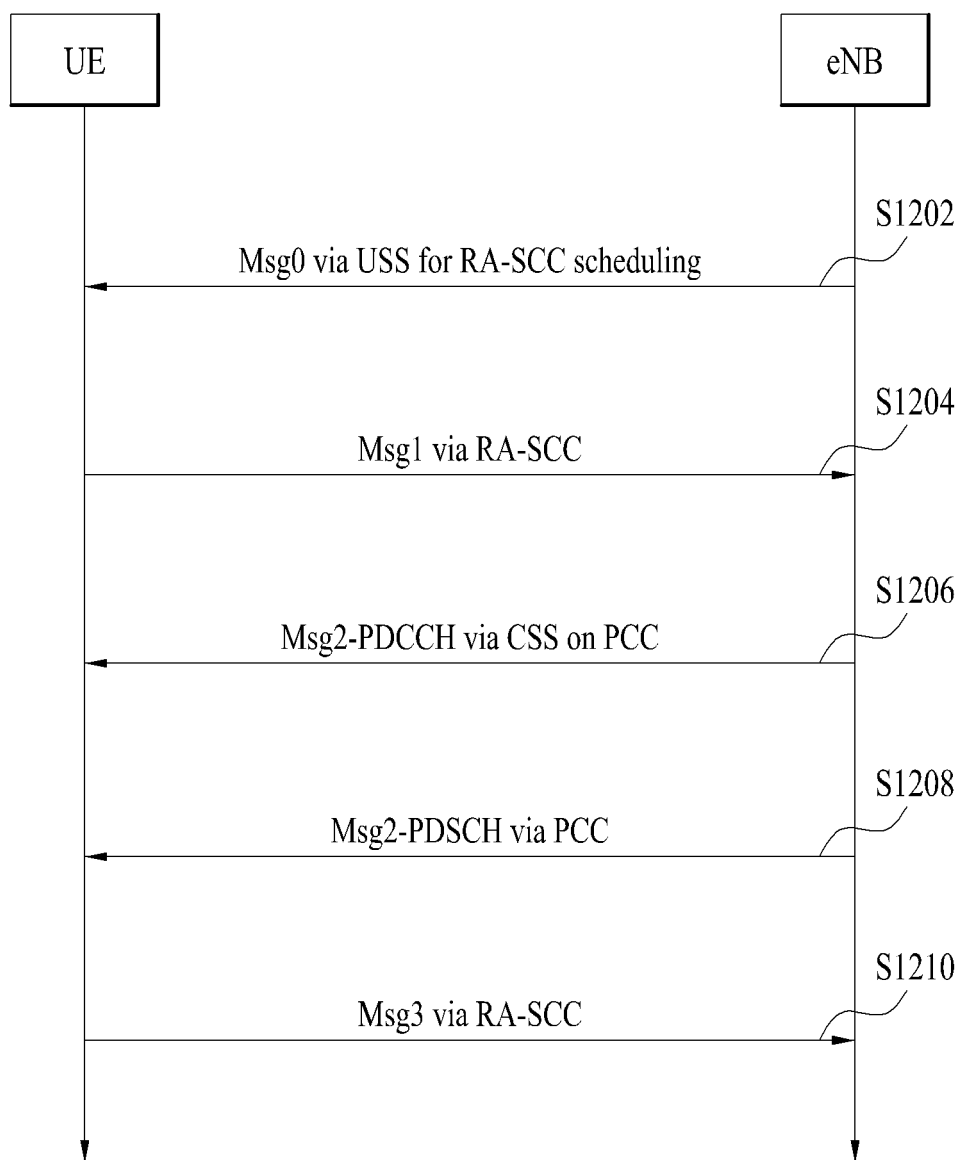 UE
eNB
S1202
Msg0 via USS for RA-SCC scheduling
S1204
Msg1 via RA-SCC
S1206
Msg2-PDCCH via CSS on PCC
S1208
Msg2-PDSCH via PCC
S1210
Msg3 via RA-SCC